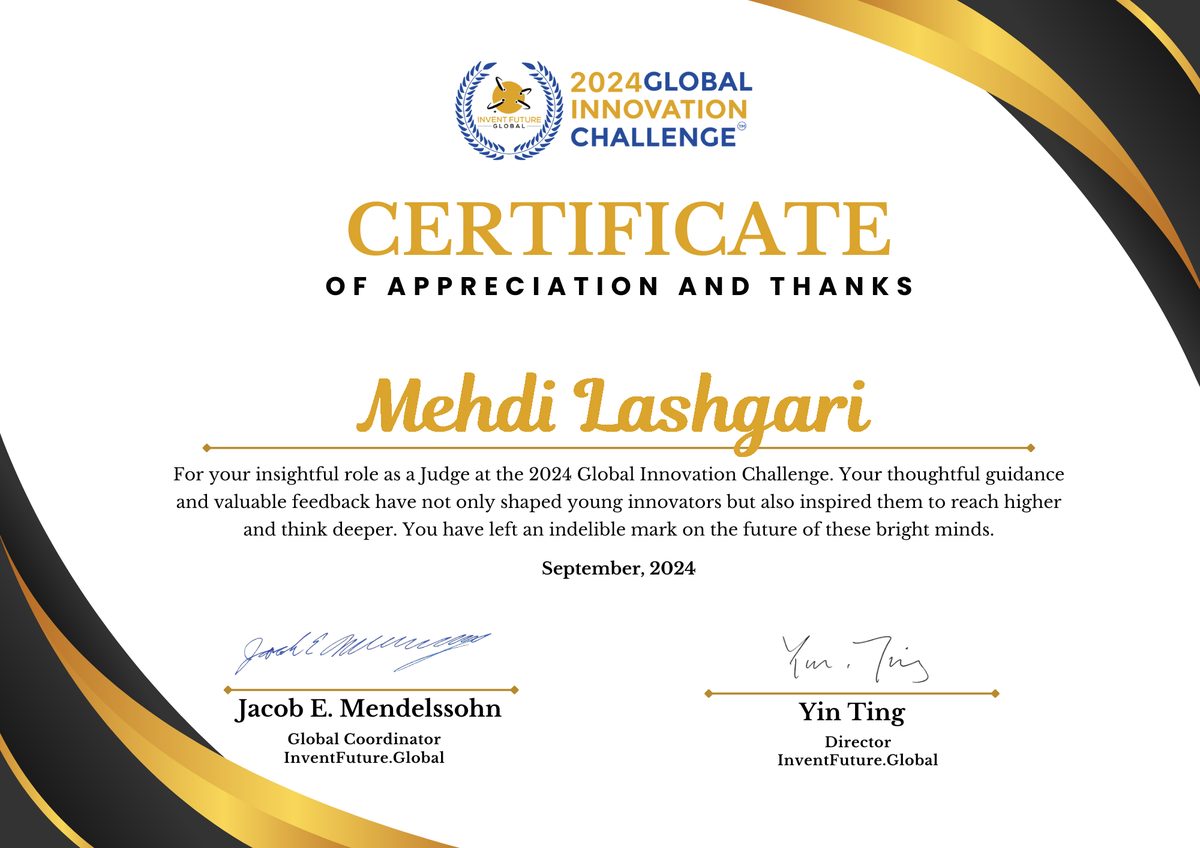 INVENT FUTURE
GLOBAL
2024GLOBAL
INNOVATION
CHALLENGE
CERTIFICATE
OF APPRECIATION AND THANKS
Mehdi Lashgari
For your insightful role as a Judge at the 2024 Global Innovation Challenge. Your thoughtful guidance
and valuable feedback have not only shaped young innovators but also inspired them to reach higher
and think deeper. You have left an indelible mark on the future of these bright minds.
September, 2024
Jacob E. Mendelssohn
Global Coordinator
InventFuture.Global
Yin Ting
Director
InventFuture.Global